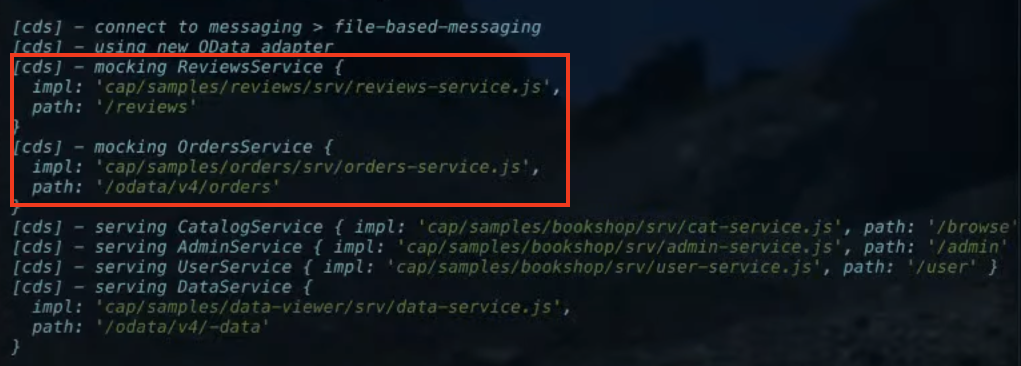 [cds] - connect to messaging > file-based-messaging
[cds] - using new OData adapter
[cds] - mocking ReviewsService {
  impl: 'cap/samples/reviews/srv/reviews-service.js',
  path: '/reviews'
}
[cds] - mocking OrdersService {
  impl: 'cap/samples/orders/srv/orders-service.js',
  path: '/odata/v4/orders'
}
[cds] - serving CatalogService { impl: 'cap/samples/bookshop/srv/cat-service.js', path: '/browse'
[cds] - serving AdminService { impl: 'cap/samples/bookshop/srv/admin-service.js', path: '/admin'
[cds] - serving UserService { impl: 'cap/samples/bookshop/srv/user-service.js', path: '/user' }
[cds] - serving DataService {
  impl: 'cap/samples/data-viewer/srv/data-service.js',
  path: '/odata/v4/-data'
}